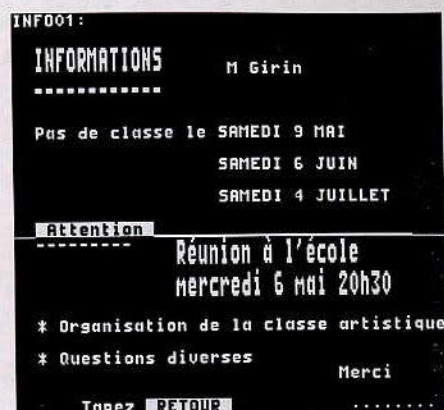 INFO01:
INFORMATIONS M Girin
Pas de classe le SAMEDI 9 MAI
SAMEDI 6 JUIN
SAMEDI 4 JUILLET
Attention
Réunion à l'école
mercredi 6 mai 20h30
* Organisation de la classe artistique
* Questions diverses
Merci
Tapez RETOUR ........